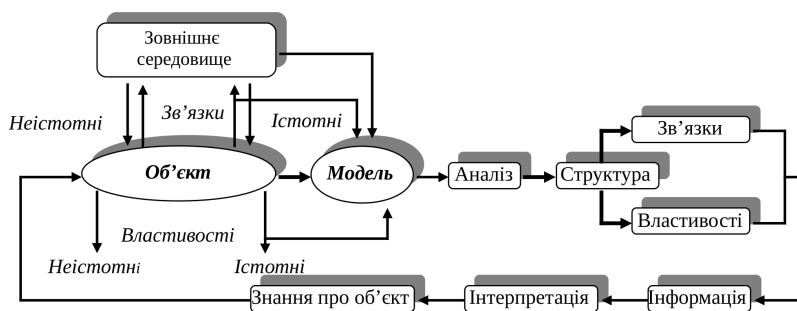 Зовнішнє
середовище
Неістотні
Зв’язки
Істотні
Об’єкт
Модель
Аналіз
Структура
Зв’язки
Властивості
Властивості
Неістотні
Істотні
Знання про об’єкт
Інтерпретація
Інформація